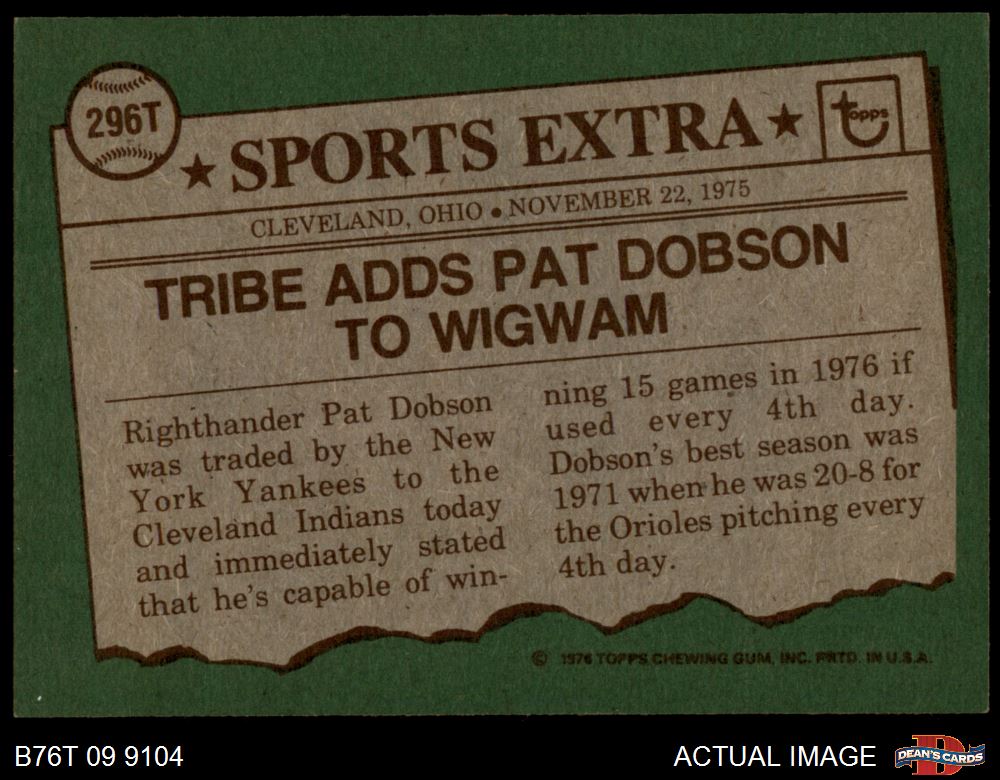 296T
★ SPORTS EXTRA ★
topps
CLEVELAND, OHIO • NOVEMBER 22, 1975
TRIBE ADDS PAT DOBSON
TO WIGWAM
Righthander Pat Dobson
was traded by the New
York Yankees to the
Cleveland Indians today
and immediately stated
that he's capable of win-
ning 15 games in 1976 if
used every 4th day.
Dobson's best season was
1971 when he was 20-8 for
the Orioles pitching every
4th day.
© 1976 TOPPS CHEWING GUM, INC. PRTD. IN U.S.A.
B76T 09 9104
ACTUAL IMAGE
DEAN'S CARDS